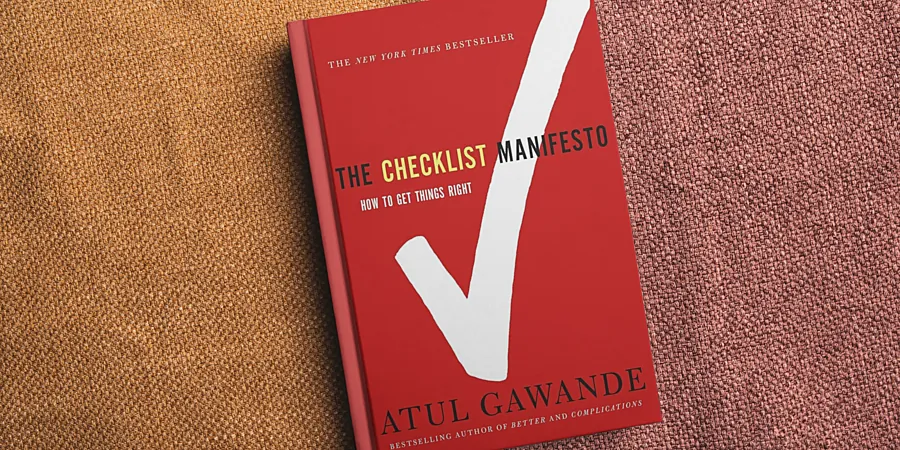 THE NEW YORK TIMES BESTSELLER
THE CHECKLIST MANIFESTO
HOW TO GET THINGS RIGHT
ATUL GAWANDE
BESTSELLING AUTHOR OF BETTER AND COMPLICATIONS